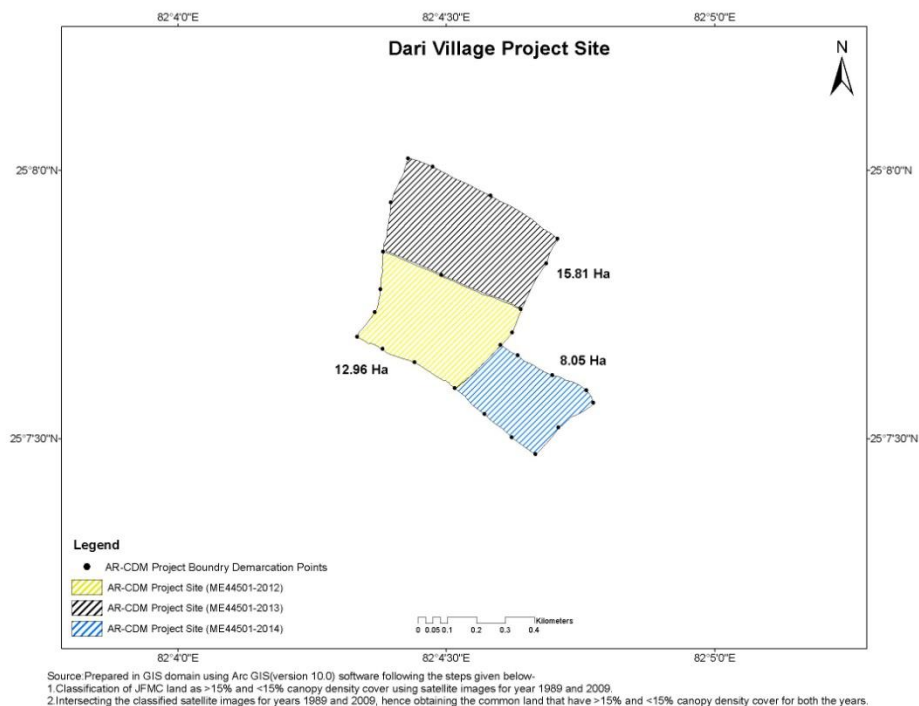 82°4'0"E 82°4'30"E 82°5'0"E
Dari Village Project Site
N
25°8'0"N 25°8'0"N
15.81 Ha
8.05 Ha
12.96 Ha
25°7'30"N 25°7'30"N
Legend
AR-CDM Project Boundry Demarcation Points
AR-CDM Project Site (ME44501-2012)
AR-CDM Project Site (ME44501-2013)
AR-CDM Project Site (ME44501-2014)
Kilometers
0 0.05 0.1 0.2 0.3 0.4
82°4'0"E 82°4'30"E 82°5'0"E
Source:Prepared in GIS domain using Arc GIS(version 10.0) software following the steps given below-
1.Classification of JFMC land as >15% and <15% canopy density cover using satellite images for year 1989 and 2009.
2.Intersecting the classified satellite images for years 1989 and 2009, hence obtaining the common land that have >15% and <15% canopy density cover for both the years.